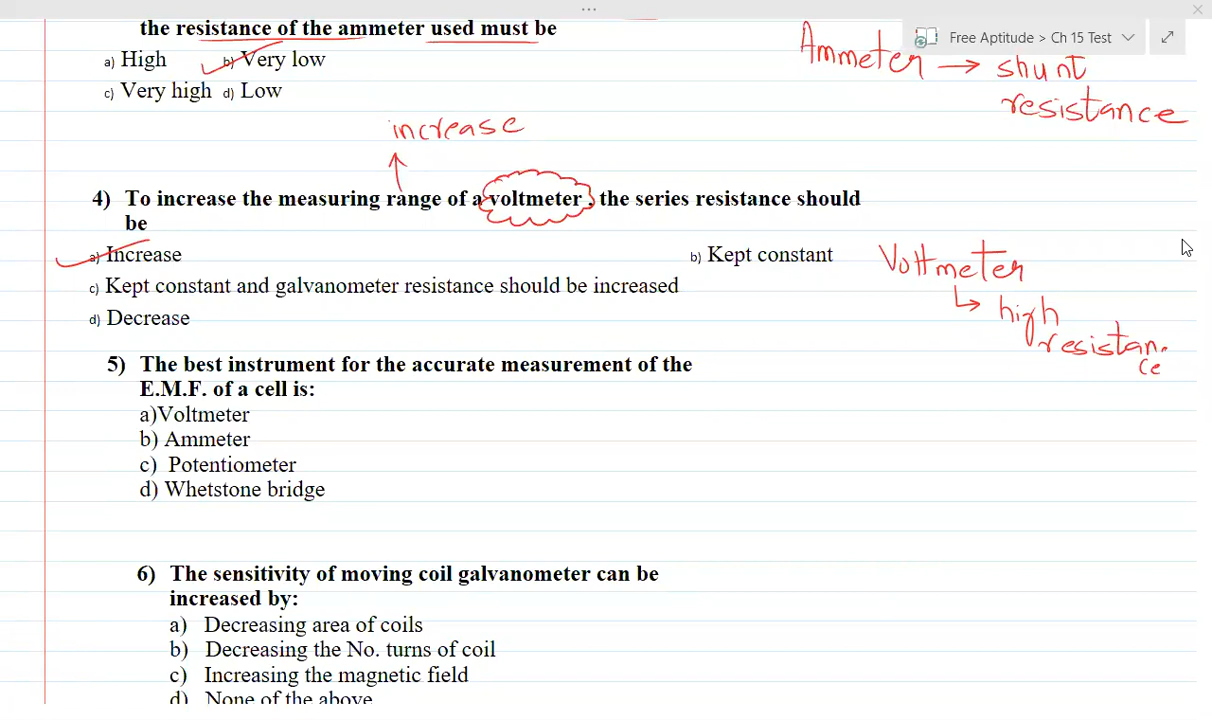 the resistance of the ammeter used must be
a) High b) Very low
c) Very high d) Low
Free Aptitude > Ch 15 Test
Ammeter → shunt
resistance
increase
4) To increase the measuring range of a voltmeter, the series resistance should
be
a) Increase b) Kept constant
c) Kept constant and galvanometer resistance should be increased
d) Decrease
Voltmeter
↳ high
resistan.
ce
5) The best instrument for the accurate measurement of the
E.M.F. of a cell is:
a)Voltmeter
b) Ammeter
c) Potentiometer
d) Whetstone bridge
6) The sensitivity of moving coil galvanometer can be
increased by:
a) Decreasing area of coils
b) Decreasing the No. turns of coil
c) Increasing the magnetic field
d) None of the above